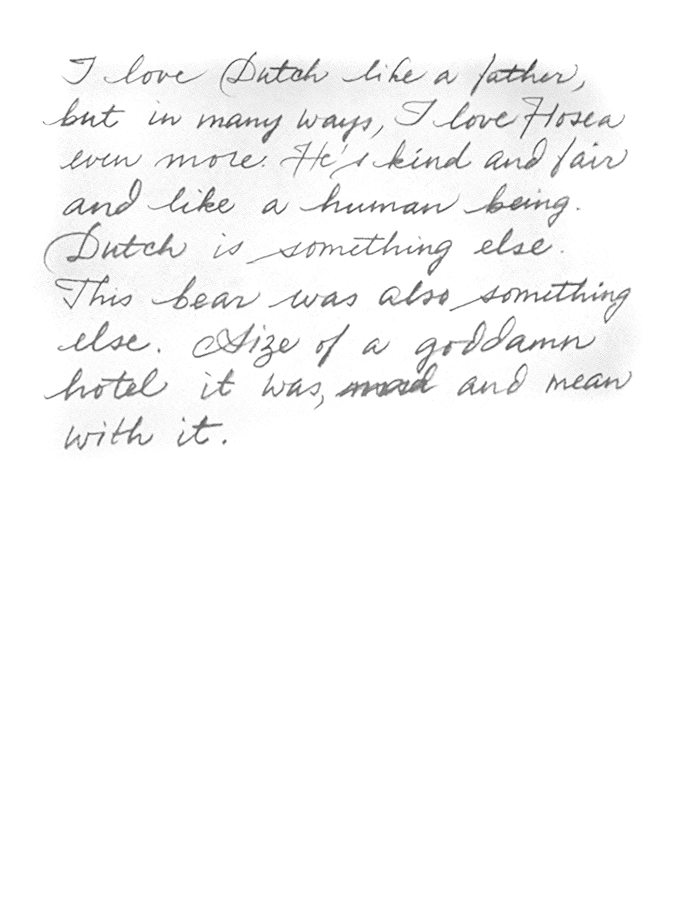 I love Dutch like a father,
but in many ways, I love Hosea
even more. He's kind and fair
and like a human being.
Dutch is something else.
This bear was also something
else. Size of a goddamn
hotel it was, and mean
with it.